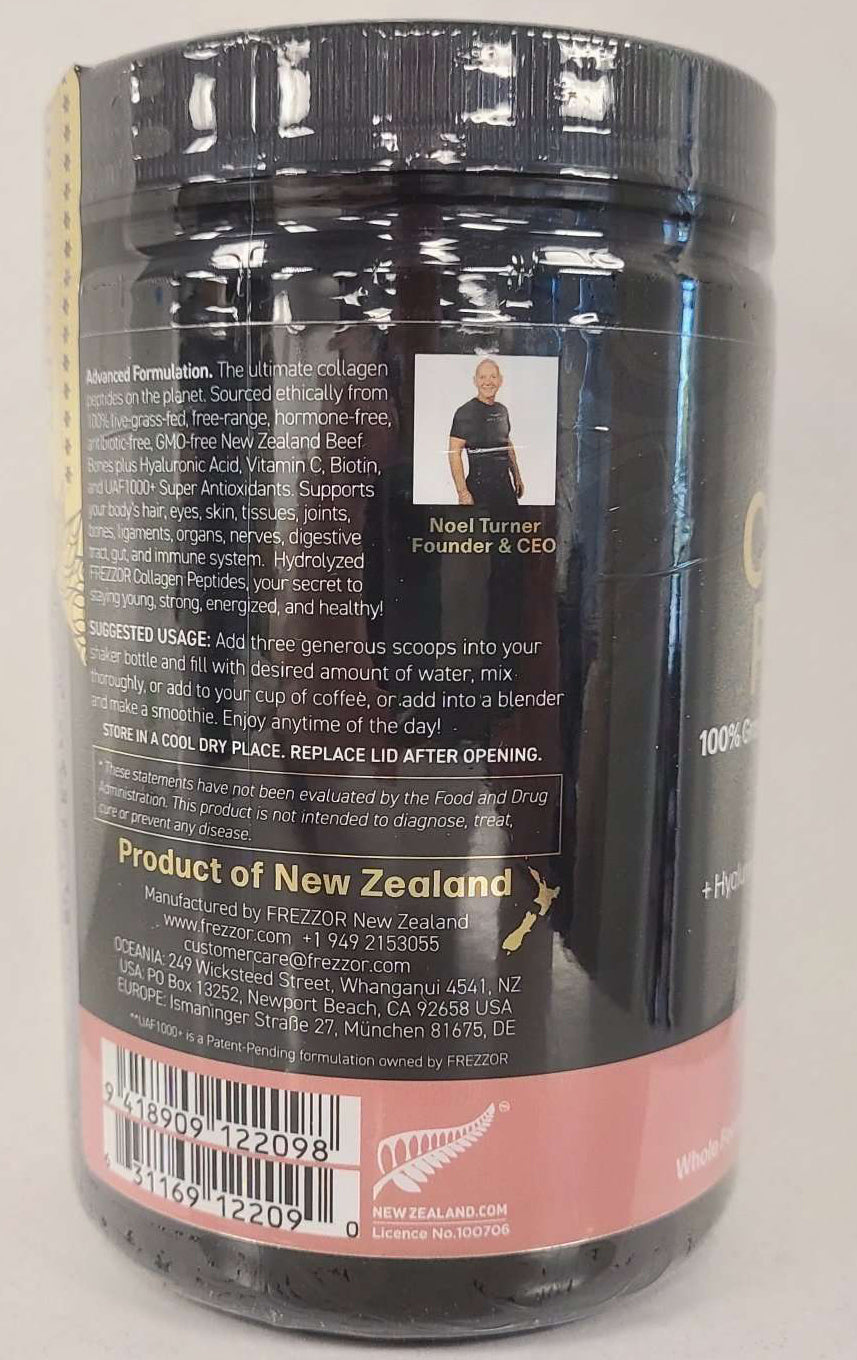 Advanced Formulation. The ultimate collagen
peptides on the planet. Sourced ethically from
100% live-grass-fed, free-range, hormone-free,
antibiotic-free, GMO-free New Zealand Beef
Bones plus Hyaluronic Acid, Vitamin C, Biotin,
and UAF1000+ Super Antioxidants. Supports
your body's hair, eyes, skin, tissues, joints,
bones, ligaments, organs, nerves, digestive
tract, gut, and immune system. Hydrolyzed
FREZZOR Collagen Peptides, your secret to
staying young, strong, energized, and healthy!
Noel Turner
Founder & CEO
SUGGESTED USAGE: Add three generous scoops into your
shaker bottle and fill with desired amount of water, mix
thoroughly, or add to your cup of coffee, or add into a blender
and make a smoothie. Enjoy anytime of the day!
STORE IN A COOL DRY PLACE. REPLACE LID AFTER OPENING.
* These statements have not been evaluated by the Food and Drug
Administration. This product is not intended to diagnose, treat,
cure or prevent any disease.
Product of New Zealand
Manufactured by FREZZOR New Zealand
www.frezzor.com +1 949 2153055
customercare@frezzor.com
OCEANIA: 249 Wicksteed Street, Whanganui 4541, NZ
USA: PO Box 13252, Newport Beach, CA 92658 USA
EUROPE: Ismaninger Straße 27, München 81675, DE
**UAF1000+ is a Patent-Pending formulation owned by FREZZOR
9 418909 122098
6 31169 12209 0
NEWZEALAND.COM
Licence No.100706
100%
Whole